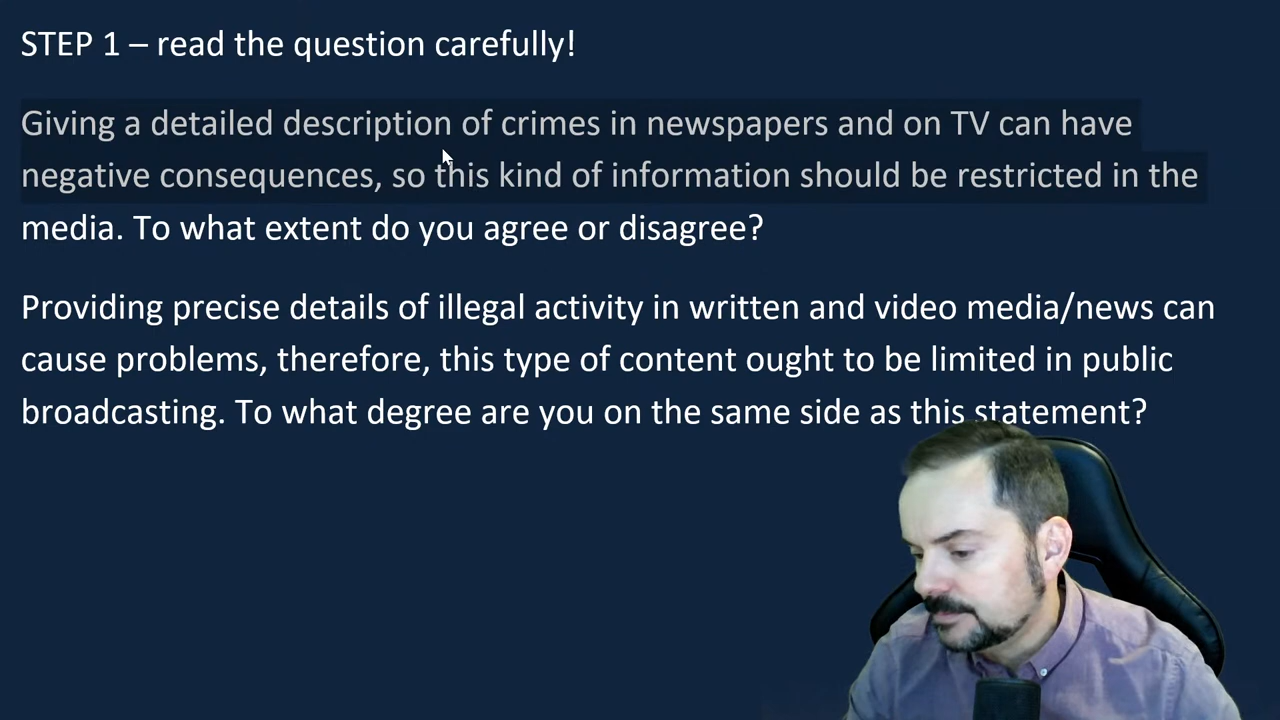 STEP 1 – read the question carefully!
Giving a detailed description of crimes in newspapers and on TV can have
negative consequences, so this kind of information should be restricted in the
media. To what extent do you agree or disagree?
Providing precise details of illegal activity in written and video media/news can
cause problems, therefore, this type of content ought to be limited in public
broadcasting. To what degree are you on the same side as this statement?